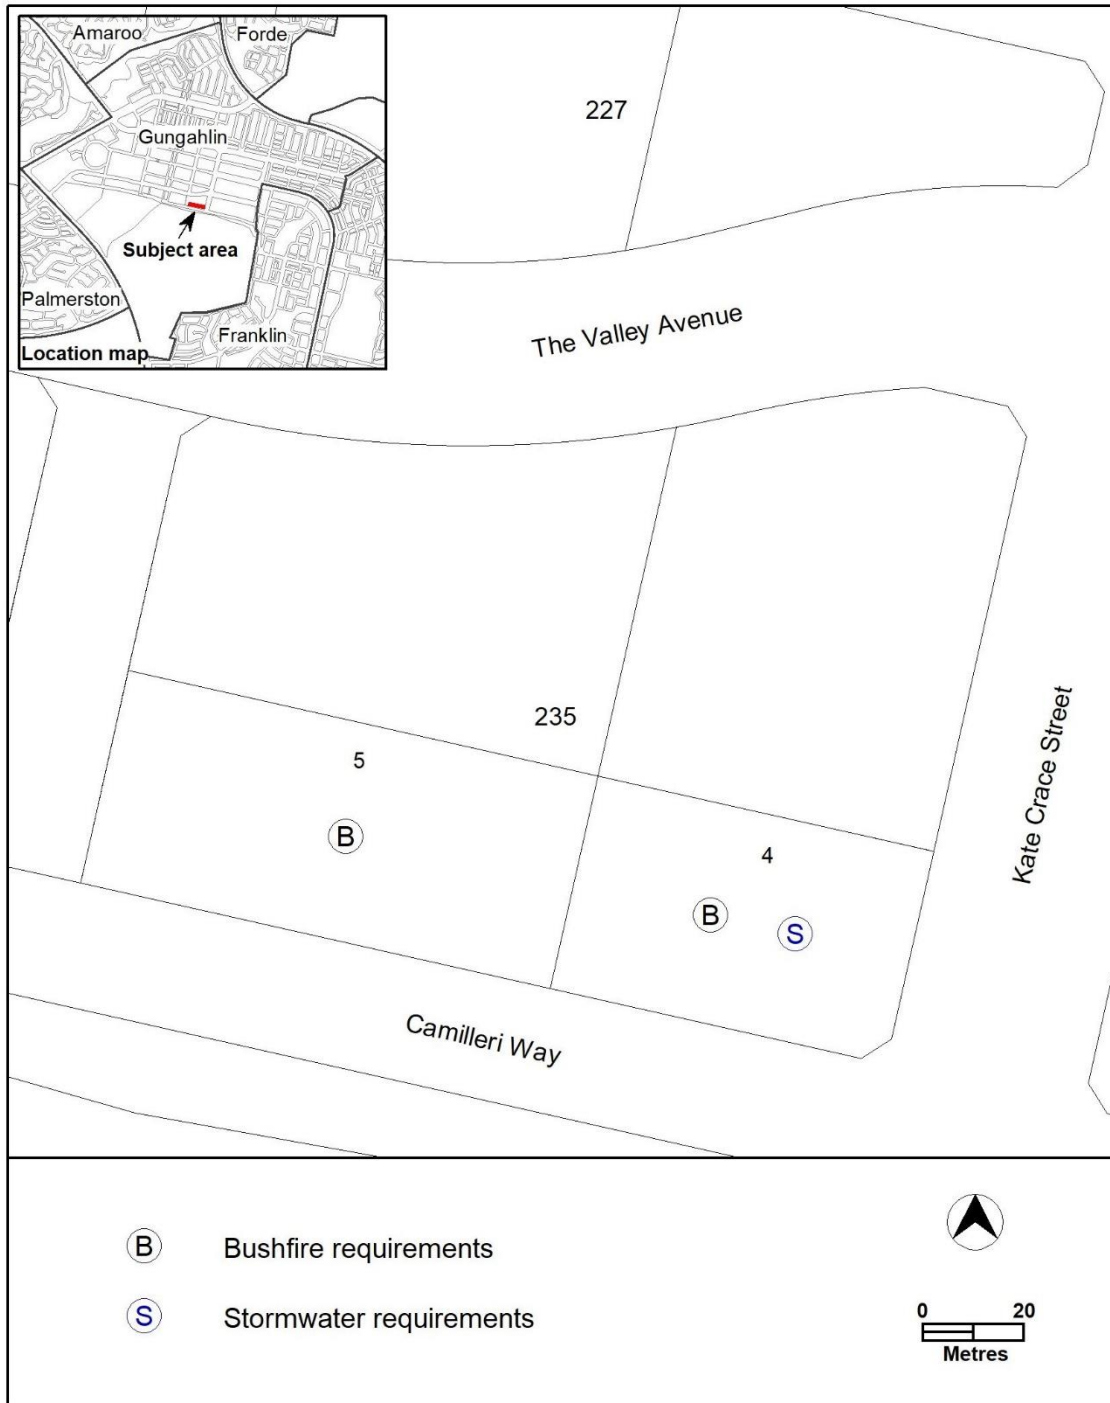 Amaroo
Forde
Gungahlin
Subject area
Palmerston
Franklin
Location map
227
The Valley Avenue
235
5
B
4
B
S
Kate Crace Street
Camilleri Way
B Bushfire requirements
S Stormwater requirements
0 20
Metres